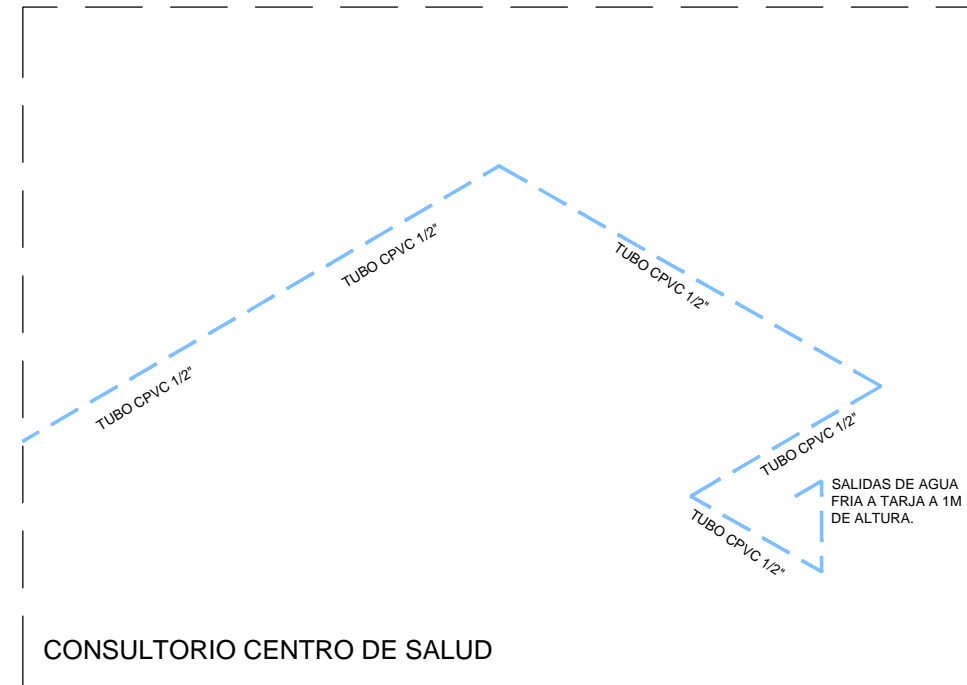 TUBO CPVC 1/2"
TUBO CPVC 1/2"
TUBO CPVC 1/2"
TUBO CPVC 1/2"
SALIDAS DE AGUA
FRIA A TARJA A 1M
DE ALTURA.
TUBO CPVC 1/2"
CONSULTORIO CENTRO DE SALUD